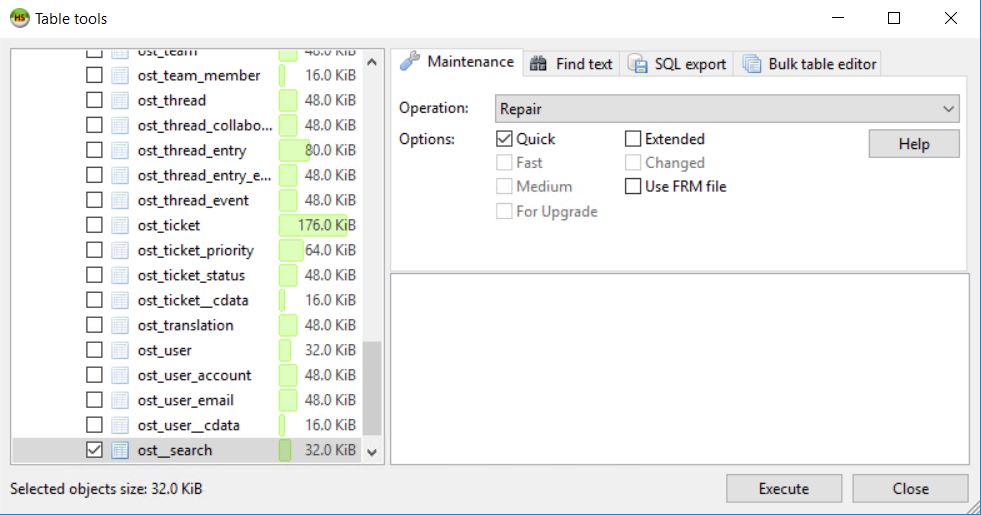 HS Table tools
ost_team 48.0 KiB
ost_team_member 16.0 KiB
ost_thread 48.0 KiB
ost_thread_collabo... 48.0 KiB
ost_thread_entry 80.0 KiB
ost_thread_entry_e... 48.0 KiB
ost_thread_event 48.0 KiB
ost_ticket 176.0 KiB
ost_ticket_priority 64.0 KiB
ost_ticket_status 48.0 KiB
ost_ticket__cdata 16.0 KiB
ost_translation 48.0 KiB
ost_user 32.0 KiB
ost_user_account 48.0 KiB
ost_user_email 48.0 KiB
ost_user__cdata 16.0 KiB
ost__search 32.0 KiB
Maintenance Find text SQL export Bulk table editor
Operation: Repair
Options: Quick Extended Help
Fast Changed
Medium Use FRM file
For Upgrade
Selected objects size: 32.0 KiB Execute Close